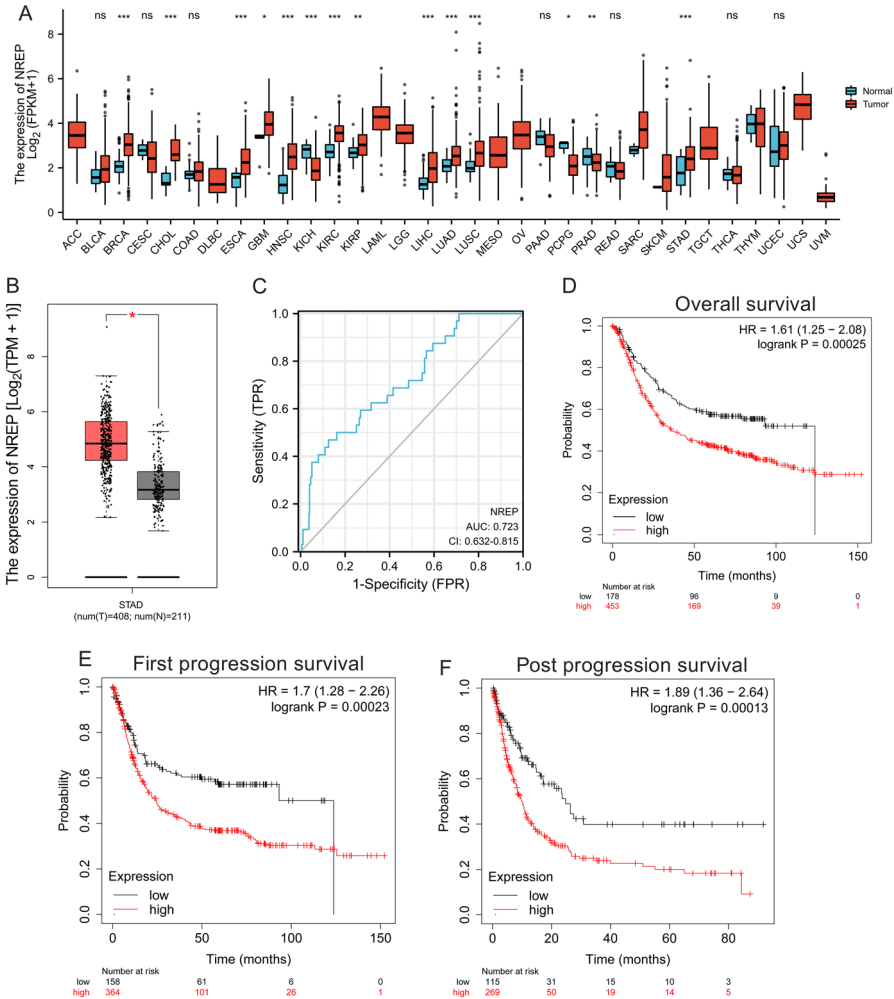 A
The expression of NREP
Log2 (FPKM+1)
8
6
4
2
0
ns *** ns *** ns *** * *** *** *** ** *** *** *** ns * ** ns *** ns ns
Normal
Tumor
ACC BLCA BRCA CESC CHOL COAD DLBC ESCA GBM HNSC KICH KIRC KIRP LAML LGG LIHC LUAD LUSC MESO OV PAAD PCPG PRAD READ SARC SKCM STAD TGCT THCA THYM UCEC UCS UVM
B
The expression of NREP [Log2(TPM + 1)]
8
6
4
2
0
*
STAD
(num(T)=408; num(N)=211)
C
Sensitivity (TPR)
1.0
0.8
0.6
0.4
0.2
0.0
NREP
AUC: 0.723
CI: 0.632-0.815
0.0 0.2 0.4 0.6 0.8 1.0
1-Specificity (FPR)
D
Overall survival
HR = 1.61 (1.25 − 2.08)
logrank P = 0.00025
Probability
1.0
0.8
0.6
0.4
0.2
0.0
Expression
low
high
0 50 100 150
Time (months)
Number at risk
low 178 96 9 0
high 453 169 39 1
E
First progression survival
HR = 1.7 (1.28 − 2.26)
logrank P = 0.00023
Probability
1.0
0.8
0.6
0.4
0.2
0.0
Expression
low
high
0 50 100 150
Time (months)
Number at risk
low 158 61 6 0
high 364 101 26 1
F
Post progression survival
HR = 1.89 (1.36 − 2.64)
logrank P = 0.00013
Probability
1.0
0.8
0.6
0.4
0.2
0.0
Expression
low
high
0 20 40 60 80
Time (months)
Number at risk
low 115 31 15 10 3
high 269 50 19 14 5